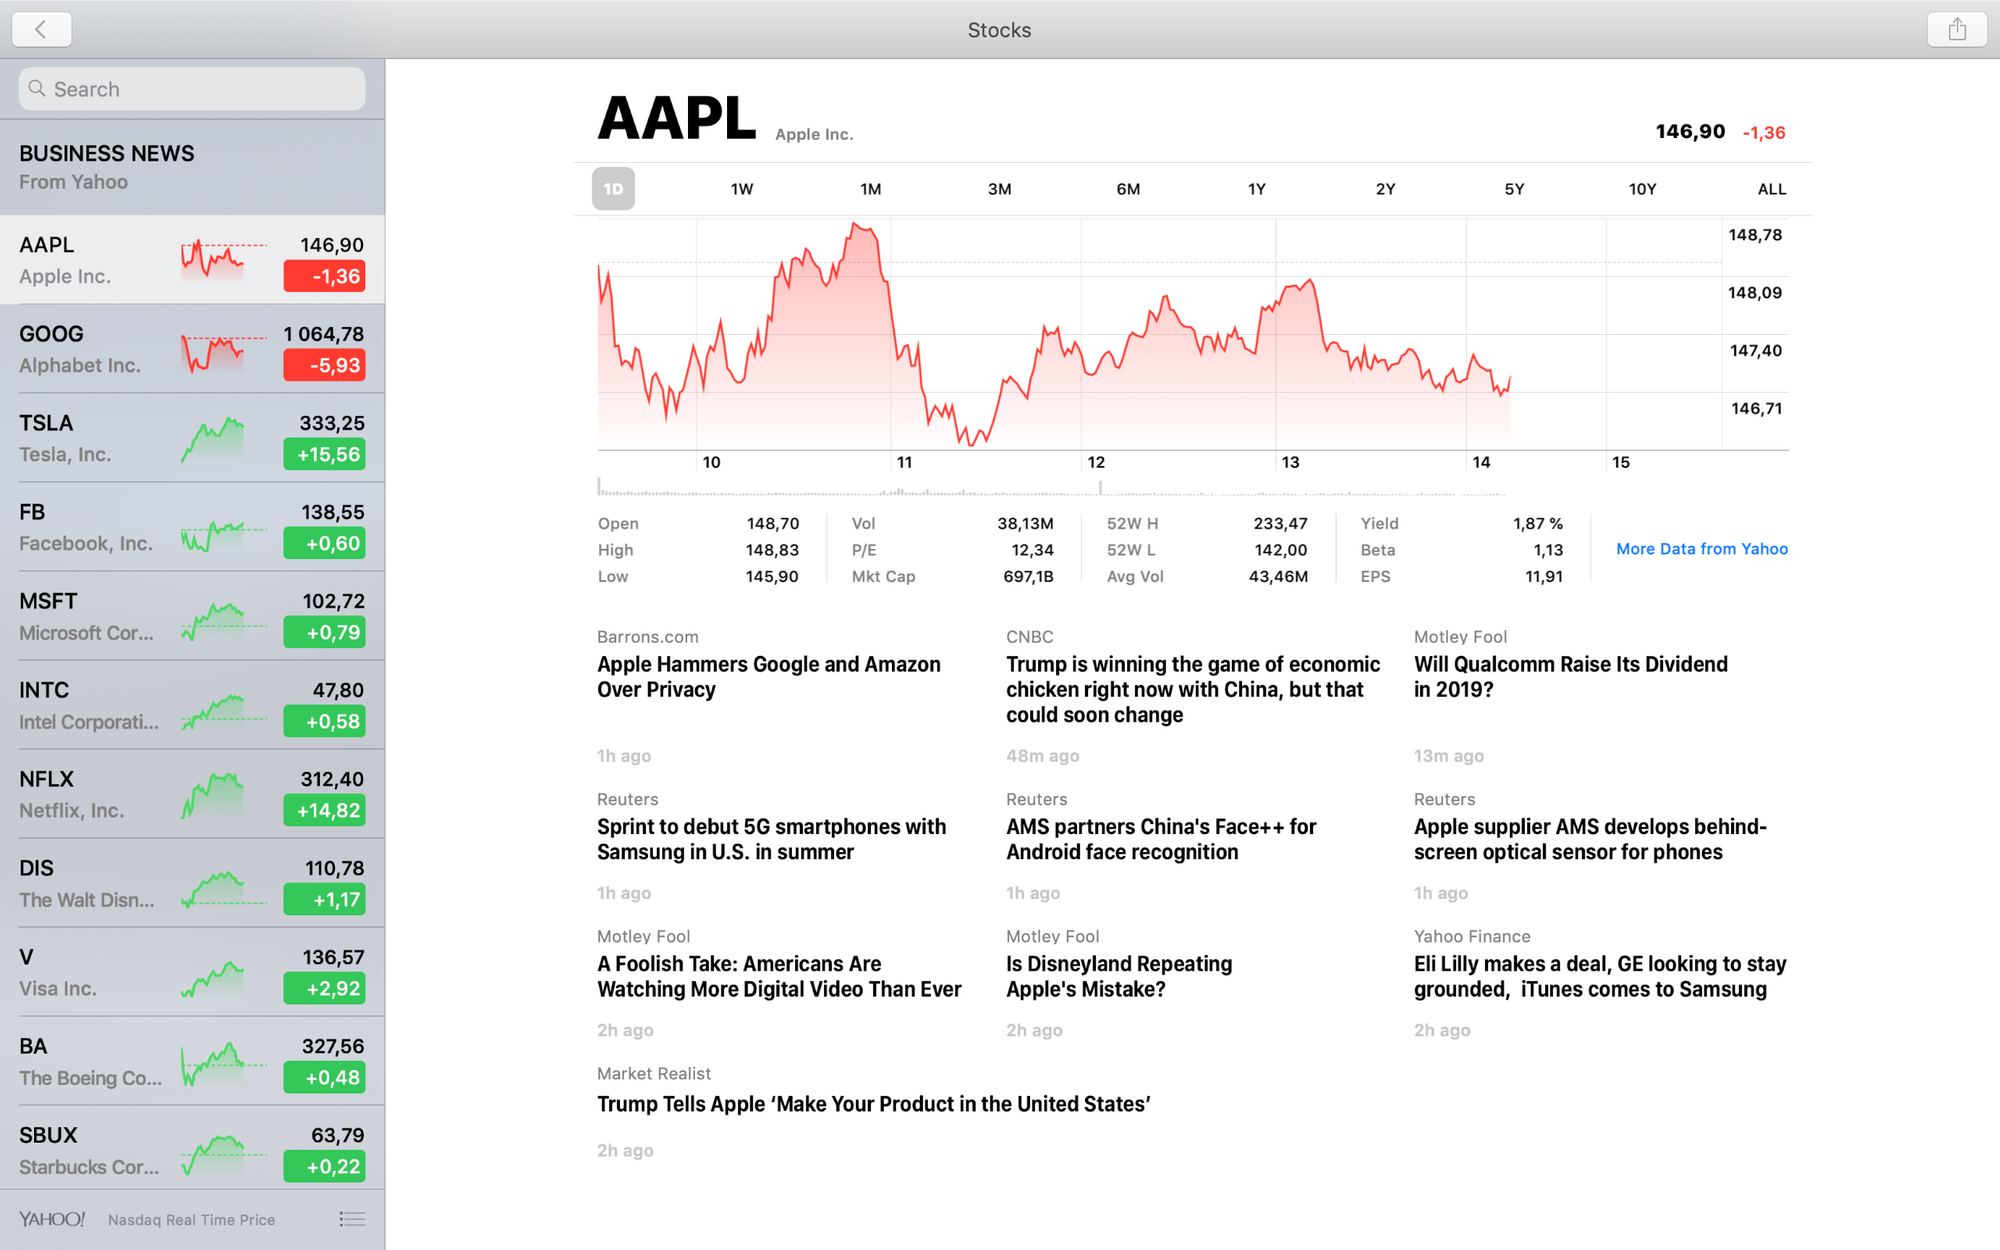 Stocks
Search
BUSINESS NEWS
From Yahoo
AAPL 146,90
Apple Inc. -1,36
GOOG 1 064,78
Alphabet Inc. -5,93
TSLA 333,25
Tesla, Inc. +15,56
FB 138,55
Facebook, Inc. +0,60
MSFT 102,72
Microsoft Cor... +0,79
INTC 47,80
Intel Corporati... +0,58
NFLX 312,40
Netflix, Inc. +14,82
DIS 110,78
The Walt Disn... +1,17
V 136,57
Visa Inc. +2,92
BA 327,56
The Boeing Co... +0,48
SBUX 63,79
Starbucks Cor... +0,22
YAHOO! Nasdaq Real Time Price
AAPL Apple Inc. 146,90 -1,36
1D 1W 1M 3M 6M 1Y 2Y 5Y 10Y ALL
148,78
148,09
147,40
146,71
10 11 12 13 14 15
Open 148,70 Vol 38,13M 52W H 233,47 Yield 1,87 %
High 148,83 P/E 12,34 52W L 142,00 Beta 1,13 More Data from Yahoo
Low 145,90 Mkt Cap 697,1B Avg Vol 43,46M EPS 11,91
Barrons.com
Apple Hammers Google and Amazon
Over Privacy
1h ago
CNBC
Trump is winning the game of economic
chicken right now with China, but that
could soon change
48m ago
Motley Fool
Will Qualcomm Raise Its Dividend
in 2019?
13m ago
Reuters
Sprint to debut 5G smartphones with
Samsung in U.S. in summer
1h ago
Reuters
AMS partners China's Face++ for
Android face recognition
1h ago
Reuters
Apple supplier AMS develops behind-
screen optical sensor for phones
1h ago
Motley Fool
A Foolish Take: Americans Are
Watching More Digital Video Than Ever
2h ago
Motley Fool
Is Disneyland Repeating
Apple's Mistake?
2h ago
Yahoo Finance
Eli Lilly makes a deal, GE looking to stay
grounded,  iTunes comes to Samsung
2h ago
Market Realist
Trump Tells Apple ‘Make Your Product in the United States’
2h ago